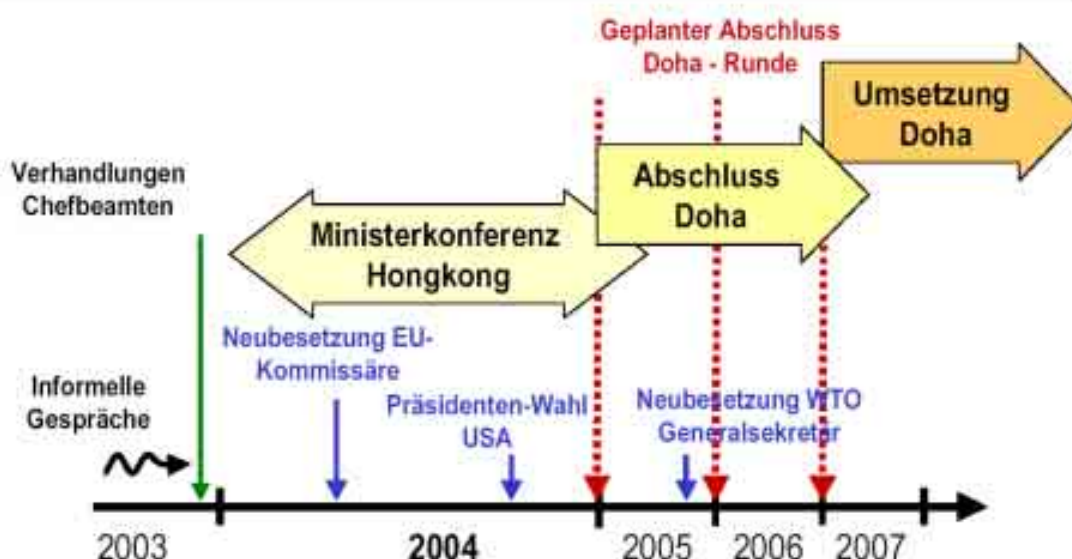 Geplanter Abschluss
Doha - Runde
Umsetzung
Doha
Abschluss
Doha
Verhandlungen
Chefbeamten
Ministerkonferenz
Hongkong
Neubesetzung EU-
Kommissäre
Informelle
Gespräche
Präsidenten-Wahl
USA
Neubesetzung WTO
Generalsekretär
2003
2004
2005
2006
2007